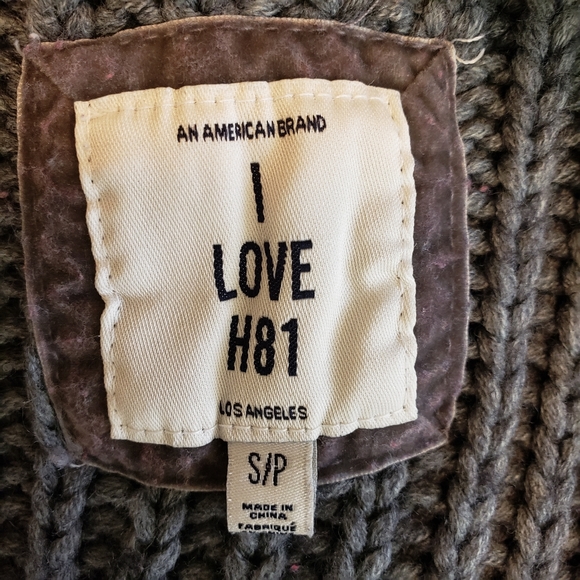 AN AMERICAN BRAND
I
LOVE
H81
LOS ANGELES
S/P
MADE IN
CHINA
FABRIQUÉ